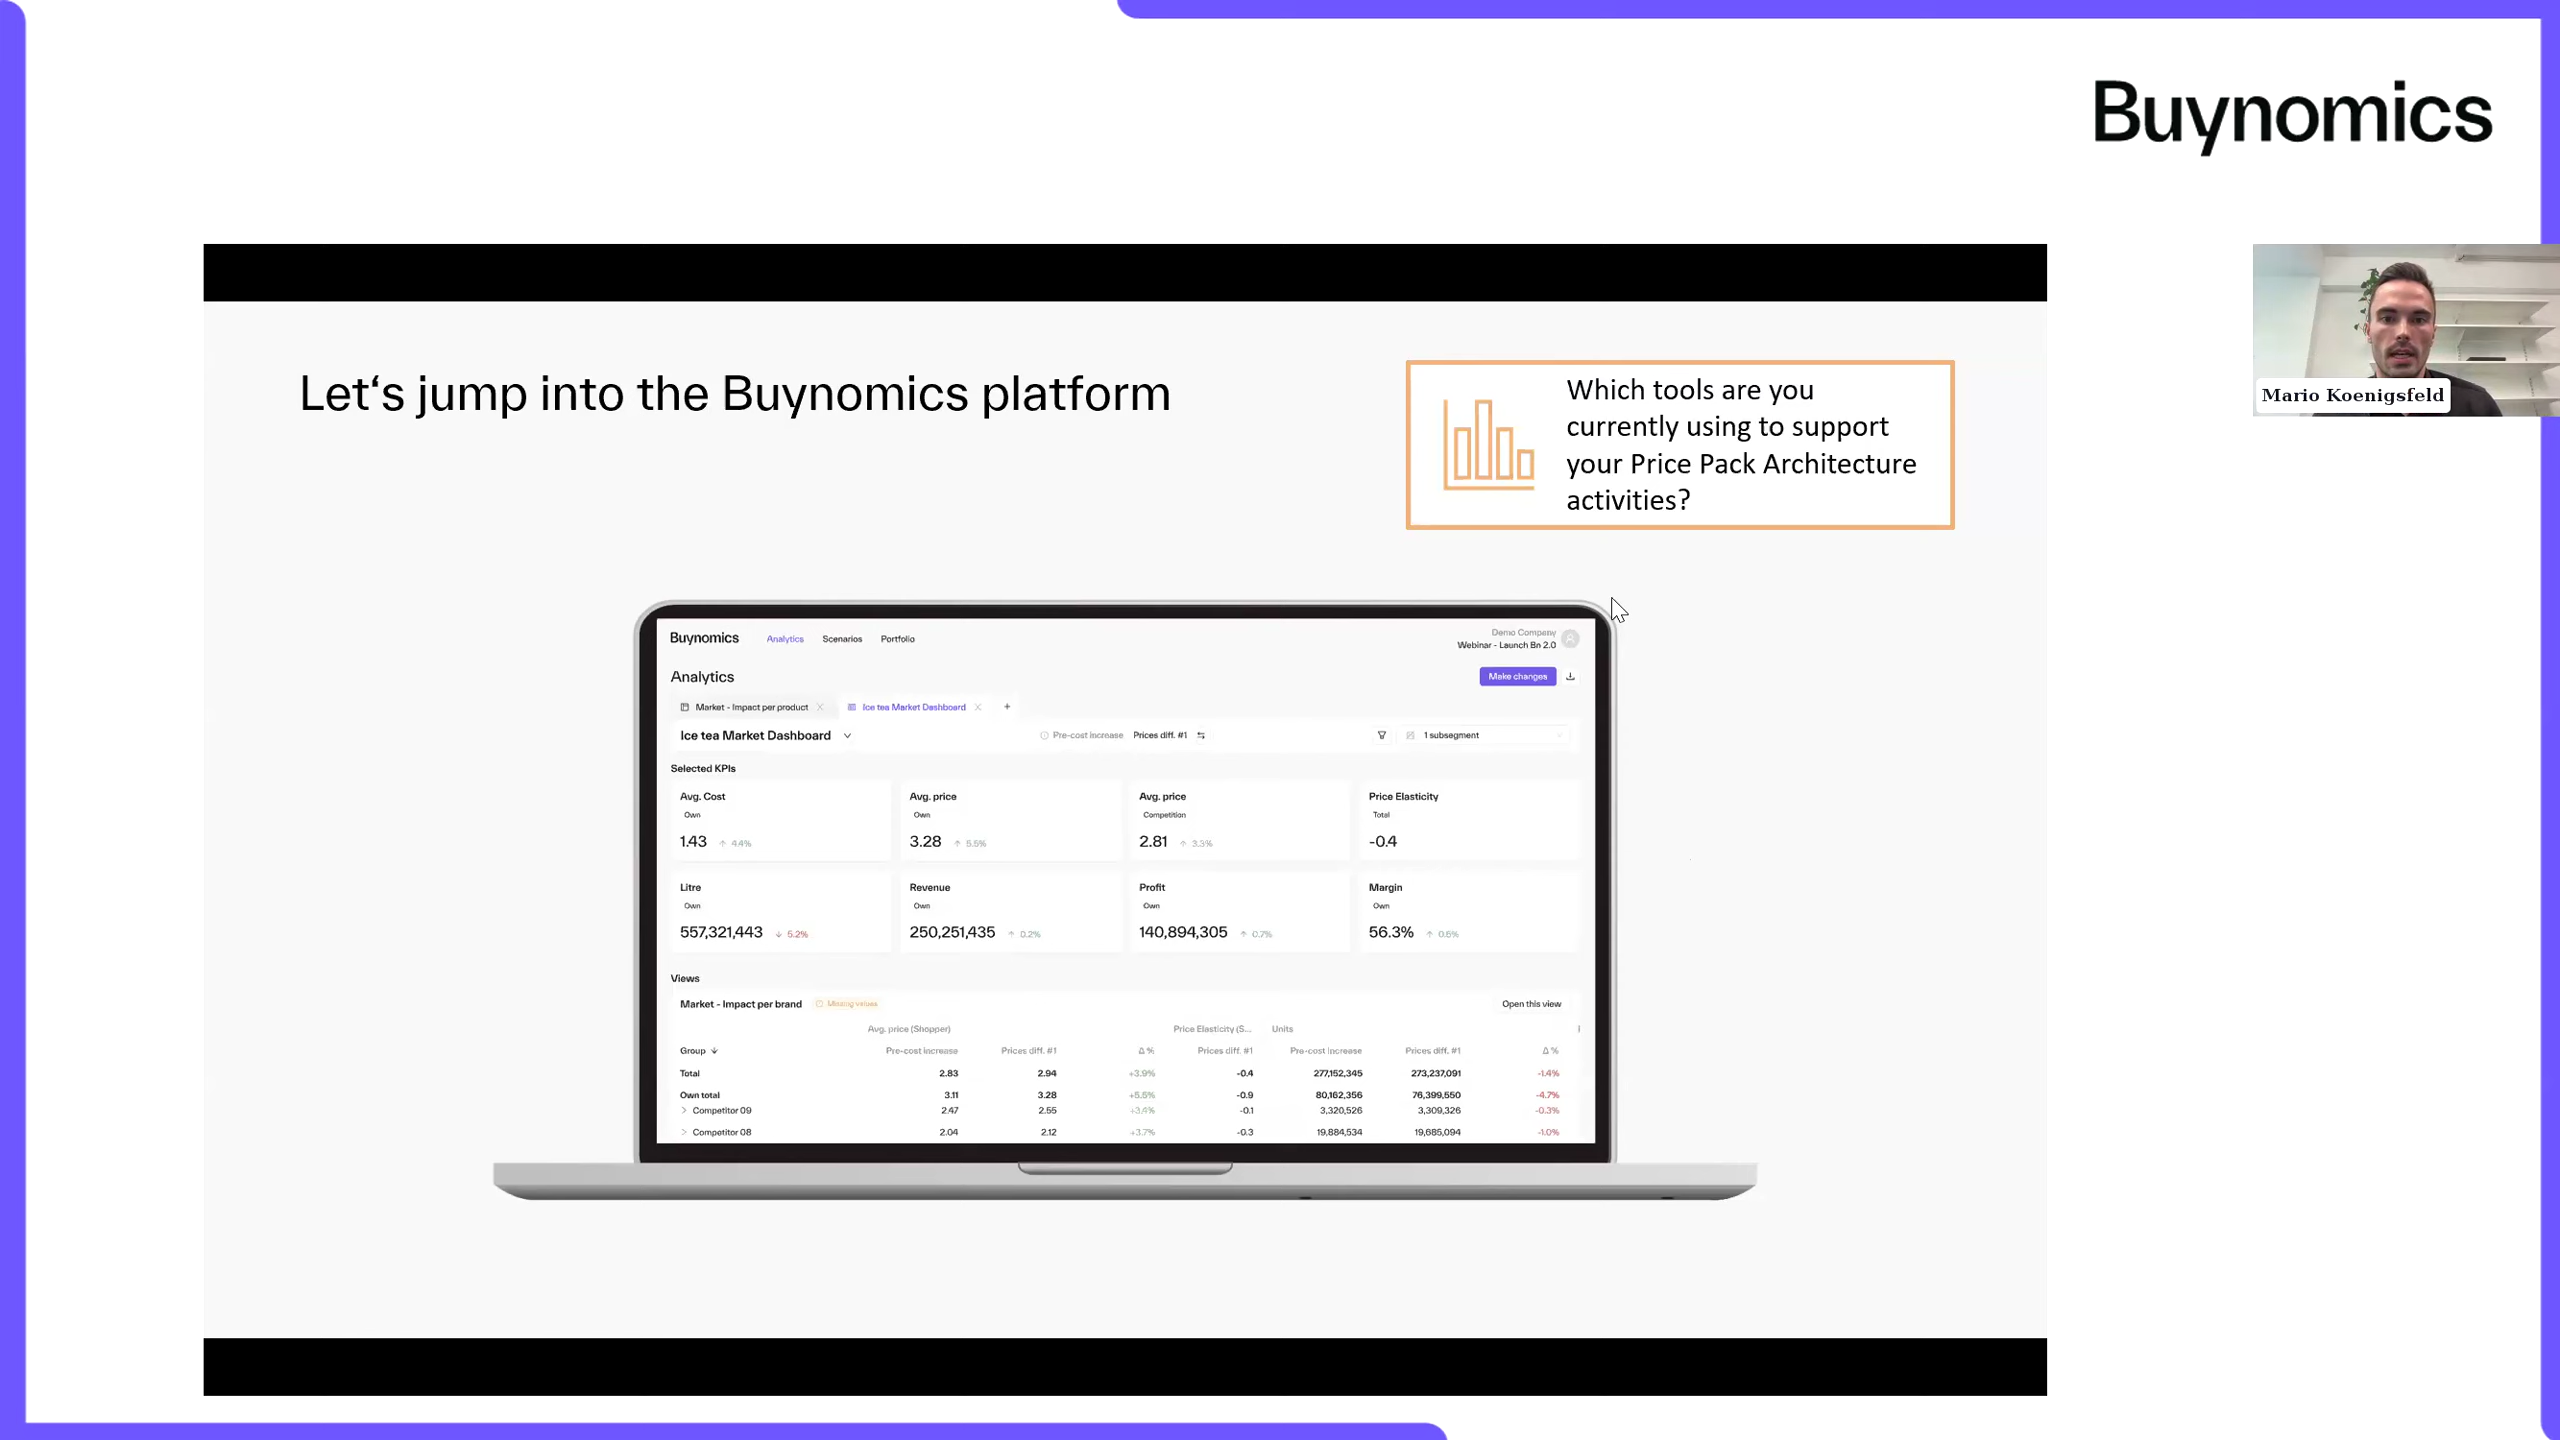 Buynomics
Mario Koenigsfeld
Let‘s jump into the Buynomics platform
Which tools are you
currently using to support
your Price Pack Architecture
activities?
Buynomics Analytics Scenarios Portfolio
Demo Company
Webinar - Launch Bn 2.0
Analytics
Make changes
Market - Impact per product
Ice tea Market Dashboard
Ice tea Market Dashboard
Pre-cost increase Prices diff. #1
1 subsegment
Selected KPIs
Avg. Cost
Own
1.43 ↑ 4.4%
Avg. price
Own
3.28 ↑ 5.5%
Avg. price
Competition
2.81 ↑ 3.3%
Price Elasticity
Total
-0.4
Litre
Own
557,321,443 ↓ 5.2%
Revenue
Own
250,251,435 ↑ 0.2%
Profit
Own
140,894,305 ↑ 0.7%
Margin
Own
56.3% ↑ 0.5%
Views
Market - Impact per brand Missing values Open this view
Avg. price (Shopper) Price Elasticity (S... Units
Group ↓ Pre-cost increase Prices diff. #1 Δ % Prices diff. #1 Pre-cost increase Prices diff. #1 Δ %
Total 2.83 2.94 +3.9% -0.4 277,152,345 273,237,091 -1.4%
Own total 3.11 3.28 +5.5% -0.9 80,162,356 76,399,550 -4.7%
Competitor 09 2.47 2.55 +3.4% -0.1 3,320,526 3,309,326 -0.3%
Competitor 08 2.04 2.12 +3.7% -0.3 19,884,534 19,685,094 -1.0%